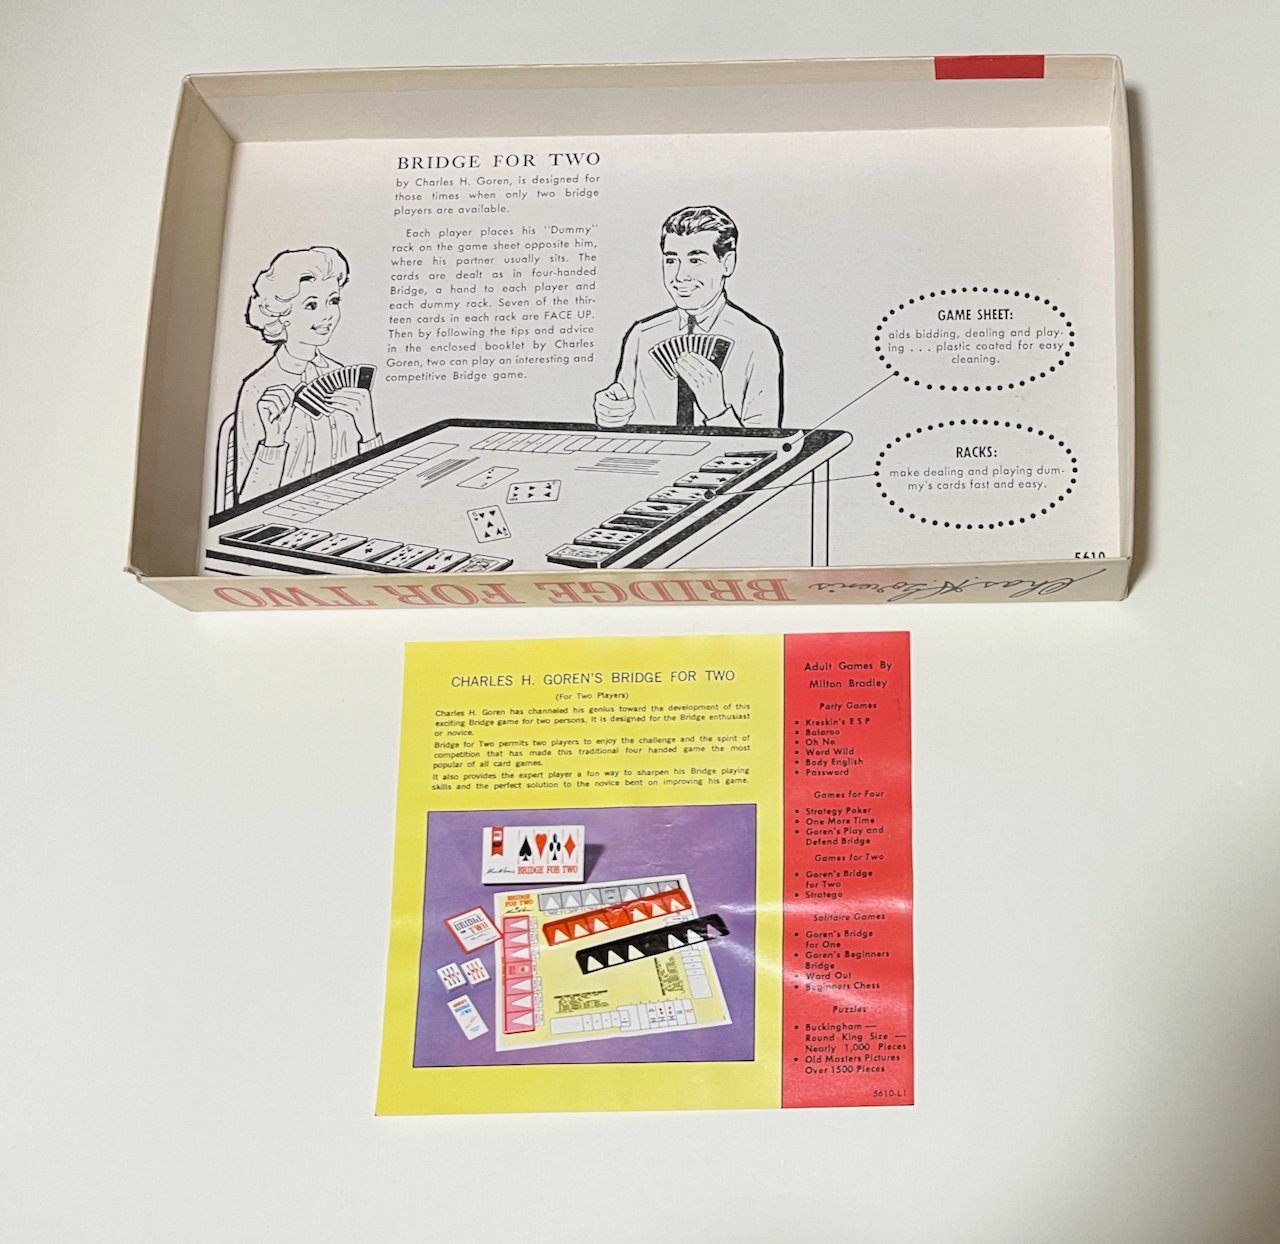 BRIDGE FOR TWO
by Charles H. Goren, is designed for
those times when only two bridge
players are available.
Each player places his "Dummy"
rack on the game sheet opposite him,
where his partner usually sits. The
cards are dealt as in four-handed
Bridge, a hand to each player and
each dummy rack. Seven of the thir-
teen cards in each rack are FACE UP.
Then by following the tips and advice
in the enclosed booklet by Charles
Goren, two can play an interesting and
competitive Bridge game.
GAME SHEET:
aids bidding, dealing and play-
ing . . . plastic coated for easy
cleaning.
RACKS:
make dealing and playing dum-
my's cards fast and easy.
5610
Chas. H. Goren's BRIDGE FOR TWO
CHARLES H. GOREN'S BRIDGE FOR TWO
(For Two Players)
Charles H. Goren has channeled his genius toward the development of this
exciting Bridge game for two persons. It is designed for the Bridge enthusiast
or novice.
Bridge for Two permits two players to enjoy the challenge and the spirit of
competition that has made this traditional four handed game the most
popular of all card games.
It also provides the expert player a fun way to sharpen his Bridge playing
skills and the perfect solution to the novice bent on improving his game.
BRIDGE FOR TWO
BRIDGE
FOR TWO
BRIDGE
FOR
TWO
Adult Games By
Milton Bradley
Party Games
• Kreskin's E S P
• Balaroo
• Oh No
• Word Wild
• Body English
• Password
Games for Four
• Strategy Poker
• One More Time
• Goren's Play and
Defend Bridge
Games for Two
• Goren's Bridge
for Two
• Stratego
Solitaire Games
• Goren's Bridge
for One
• Goren's Beginners
Bridge
• Word Out
• Beginners Chess
Puzzles
• Buckingham —
Round King Size —
Nearly 1,000 Pieces
• Old Masters Pictures
Over 1500 Pieces
5610-L1